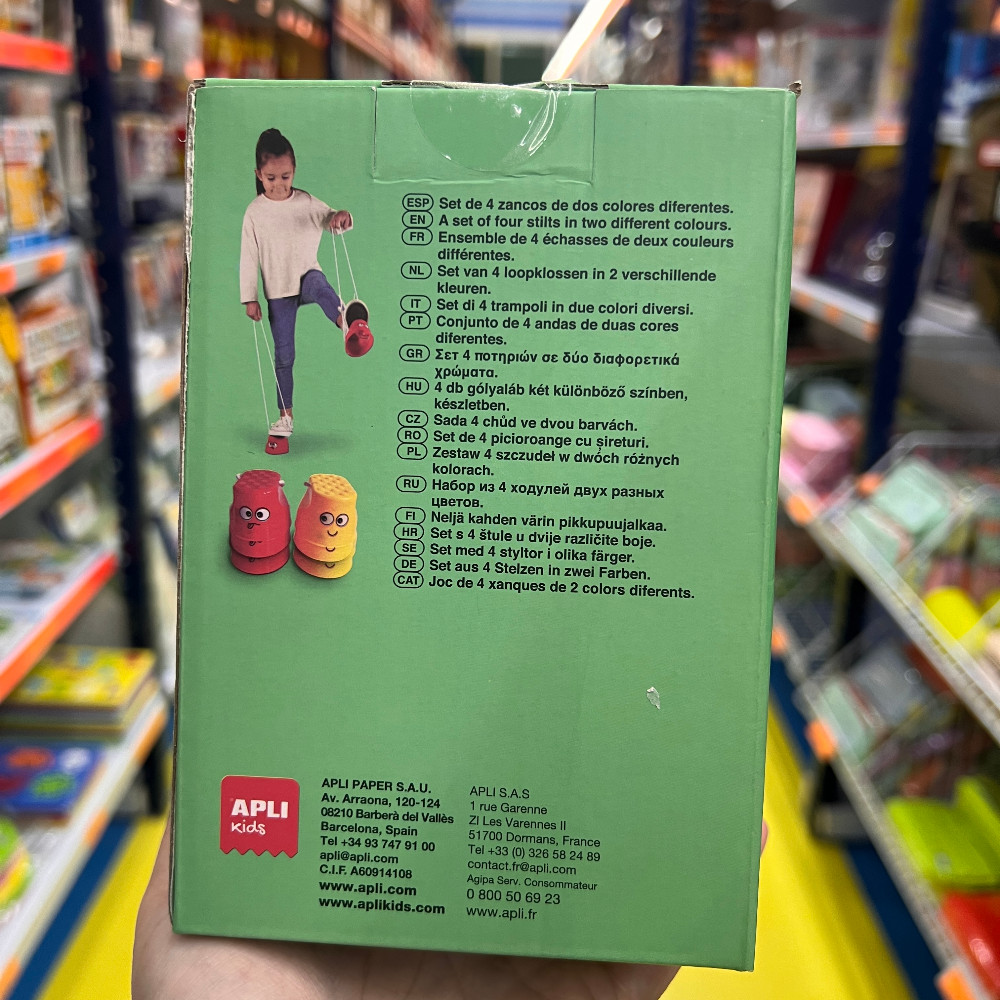 ESP Set de 4 zancos de dos colores diferentes.
EN A set of four stilts in two different colours.
FR Ensemble de 4 échasses de deux couleurs
différentes.
NL Set van 4 loopklossen in 2 verschillende
kleuren.
IT Set di 4 trampoli in due colori diversi.
PT Conjunto de 4 andas de duas cores
diferentes.
GR Σετ 4 ποτηριών σε δύο διαφορετικά
χρώματα.
HU 4 db gólyaláb két különböző színben,
készletben.
CZ Sada 4 chůd ve dvou barvách.
RO Set de 4 picioroange cu șireturi.
PL Zestaw 4 szczudeł w dwóch różnych
kolorach.
RU Набор из 4 ходулей двух разных
цветов.
FI Neljä kahden värin pikkupuujalkaa.
HR Set s 4 štule u dvije različite boje.
SE Set med 4 styltor i olika färger.
DE Set aus 4 Stelzen in zwei Farben.
CAT Joc de 4 xanques de 2 colors diferents.
APLI
kids
APLI PAPER S.A.U.
Av. Arraona, 120-124
08210 Barberà del Vallès
Barcelona, Spain
Tel +34 93 747 91 00
apli@apli.com
C.I.F. A60914108
www.apli.com
www.aplikids.com
APLI S.A.S
1 rue Garenne
ZI Les Varennes II
51700 Dormans, France
Tel +33 (0) 326 58 24 89
contact.fr@apli.com
Agipa Serv. Consommateur
0 800 50 69 23
www.apli.fr